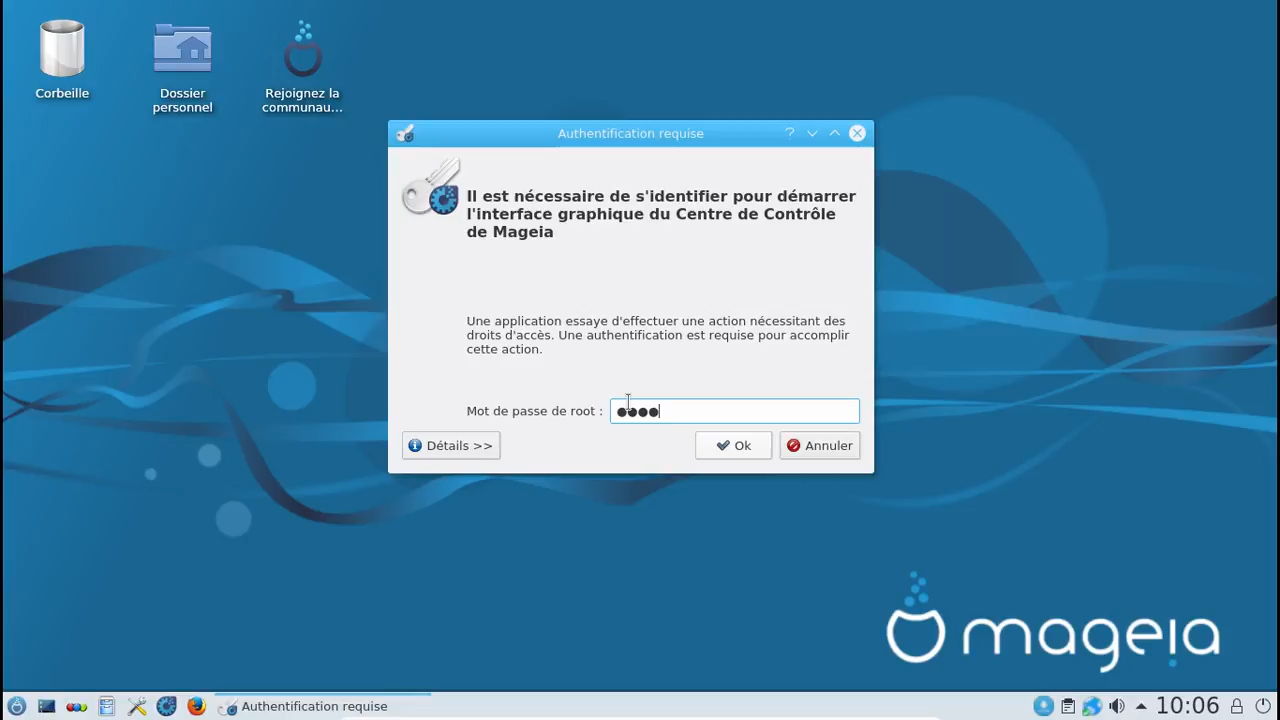 Corbeille
Dossier
personnel
Rejoignez la
communau...
Authentification requise
Il est nécessaire de s'identifier pour démarrer
l'interface graphique du Centre de Contrôle
de Mageia
Une application essaye d'effectuer une action nécessitant des
droits d'accès. Une authentification est requise pour accomplir
cette action.
Mot de passe de root :
Détails >>
Ok
Annuler
mageia
Authentification requise
10:06